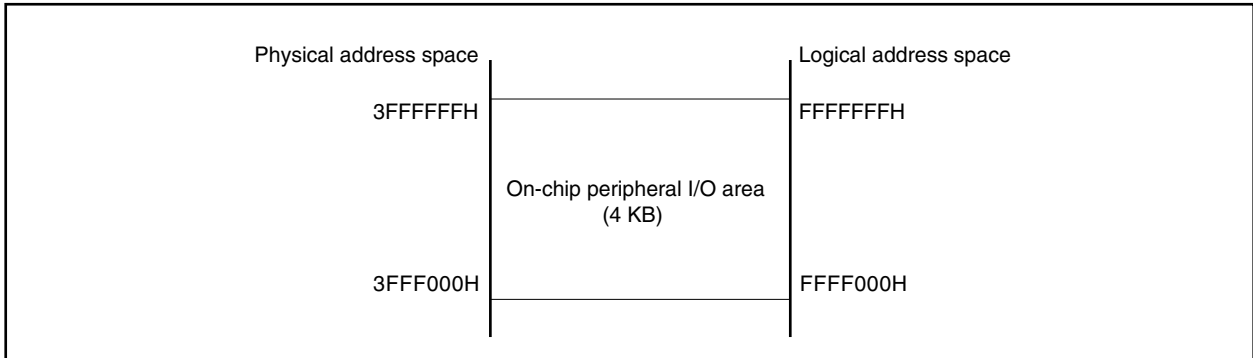 Physical address space
Logical address space
3FFFFFFH
FFFFFFFH
On-chip peripheral I/O area
(4 KB)
3FFF000H
FFFF000H